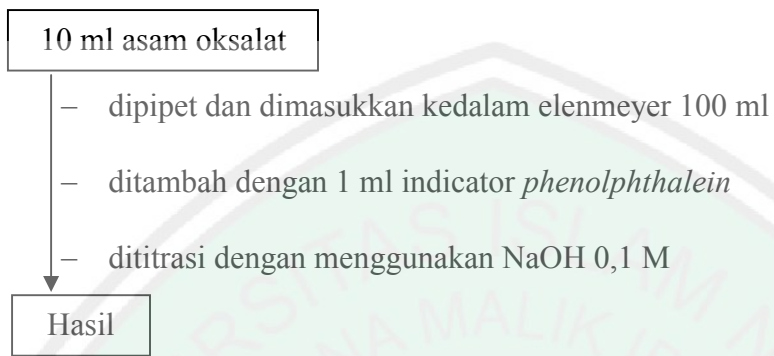 10 ml asam oksalat
– dipipet dan dimasukkan kedalam elenmeyer 100 ml
– ditambah dengan 1 ml indicator phenolphthalein
– dititrasi dengan menggunakan NaOH 0,1 M
Hasil